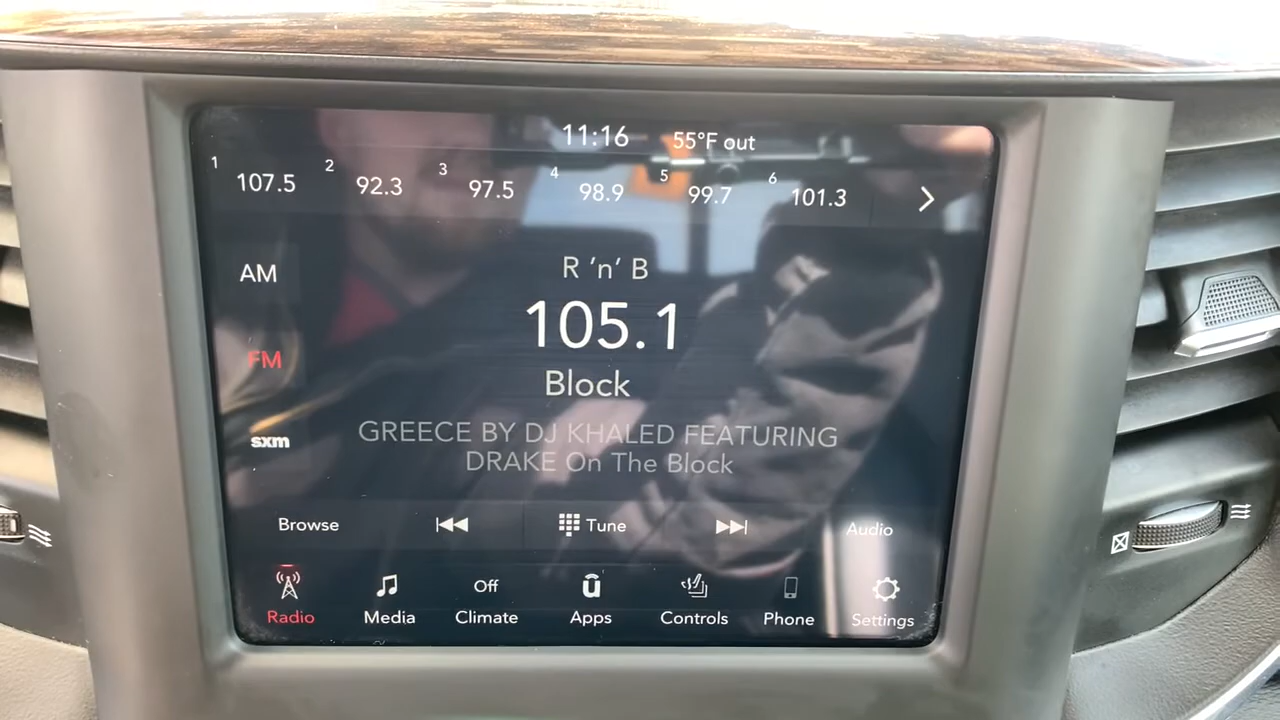 11:16 55°F out
1 107.5 2 92.3 3 97.5 4 98.9 5 99.7 6 101.3
AM
R 'n' B
105.1
FM
Block
sxm
GREECE BY DJ KHALED FEATURING
DRAKE On The Block
Browse Tune Audio
Off
Radio Media Climate Apps Controls Phone Settings